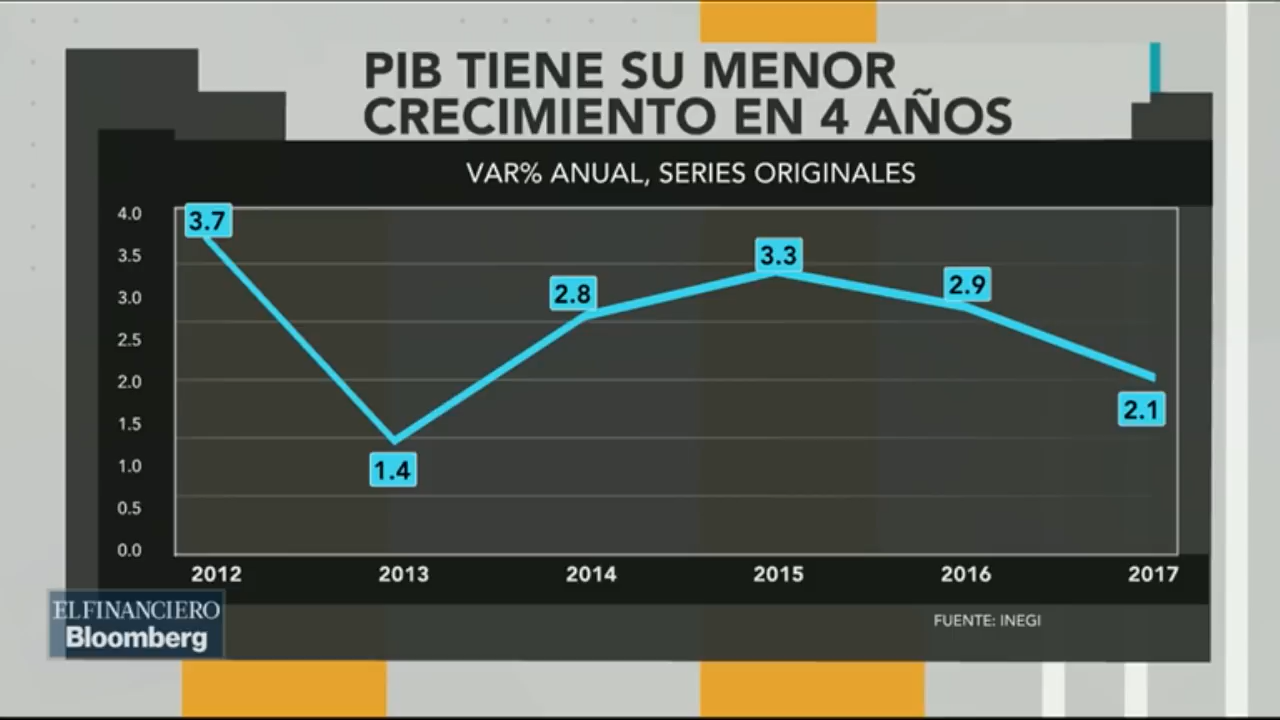 PIB TIENE SU MENOR
CRECIMIENTO EN 4 AÑOS
VAR% ANUAL, SERIES ORIGINALES
4.0
3.5
3.0
2.5
2.0
1.5
1.0
0.5
0.0
3.7
1.4
2.8
3.3
2.9
2.1
2012 2013 2014 2015 2016 2017
FUENTE: INEGI
EL FINANCIERO
Bloomberg